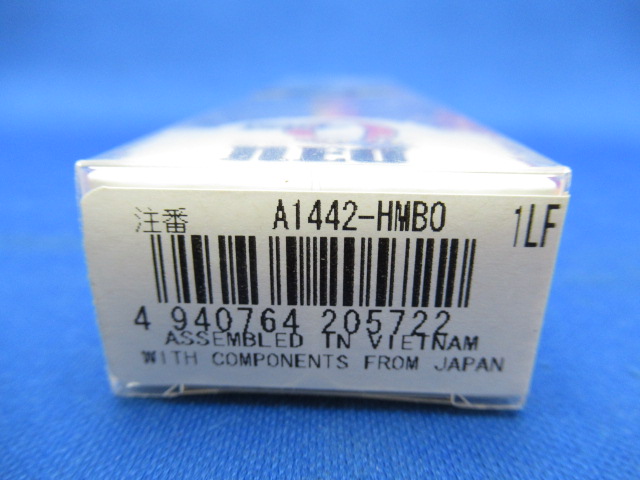 注番 A1442-HMBO 1LF
4 940764 205722
ASSEMBLED IN VIETNAM
WITH COMPONENTS FROM JAPAN